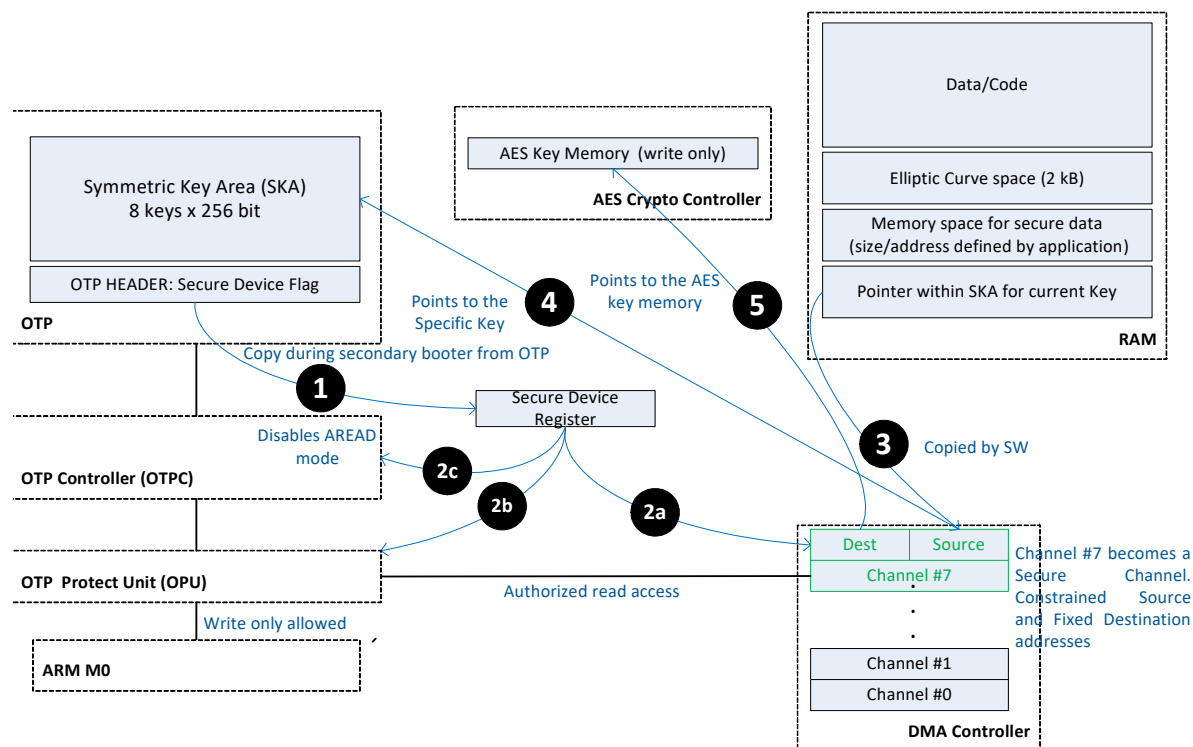 Data/Code
AES Key Memory (write only)
AES Crypto Controller
Symmetric Key Area (SKA)
8 keys x 256 bit
Elliptic Curve space (2 kB)
Memory space for secure data
(size/address defined by application)
OTP HEADER: Secure Device Flag
OTP
Points to the
Specific Key
4
Points to the AES
key memory
5
Pointer within SKA for current Key
RAM
Copy during secondary booter from OTP
1
Secure Device
Register
Disables AREAD
mode
3
Copied by SW
OTP Controller (OTPC)
2c
2b
2a
Dest
Source
Channel #7
Channel #7 becomes a
Secure Channel.
Constrained Source
and Fixed Destination
addresses
OTP Protect Unit (OPU)
Authorized read access
Write only allowed
ARM M0
Channel #1
Channel #0
DMA Controller